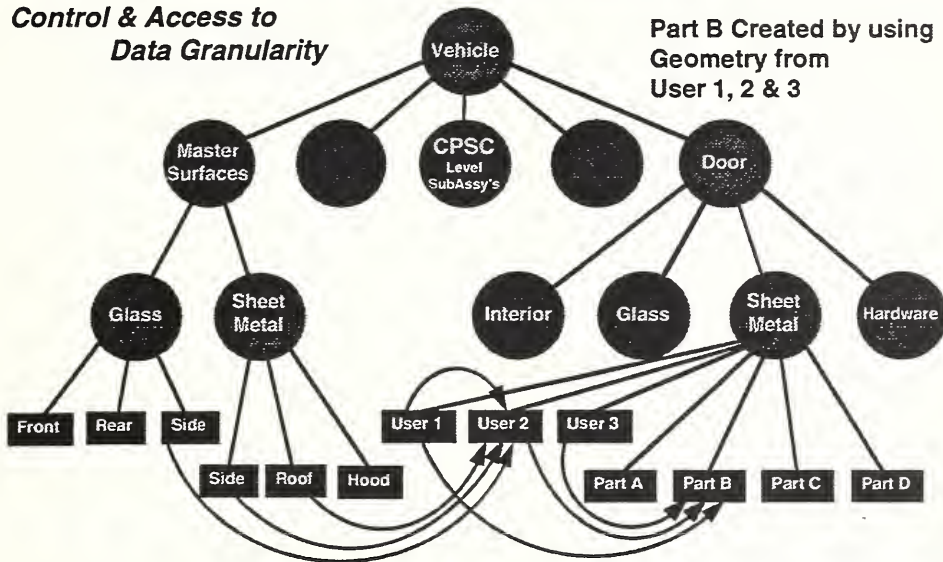 Control & Access to
Data Granularity
Part B Created by using
Geometry from
User 1, 2 & 3
Vehicle
Master
Surfaces
CPSC
Level
SubAssy's
Door
Glass
Sheet
Metal
Interior
Glass
Sheet
Metal
Hardware
Front
Rear
Side
User 1
User 2
User 3
Side
Roof
Hood
Part A
Part B
Part C
Part D